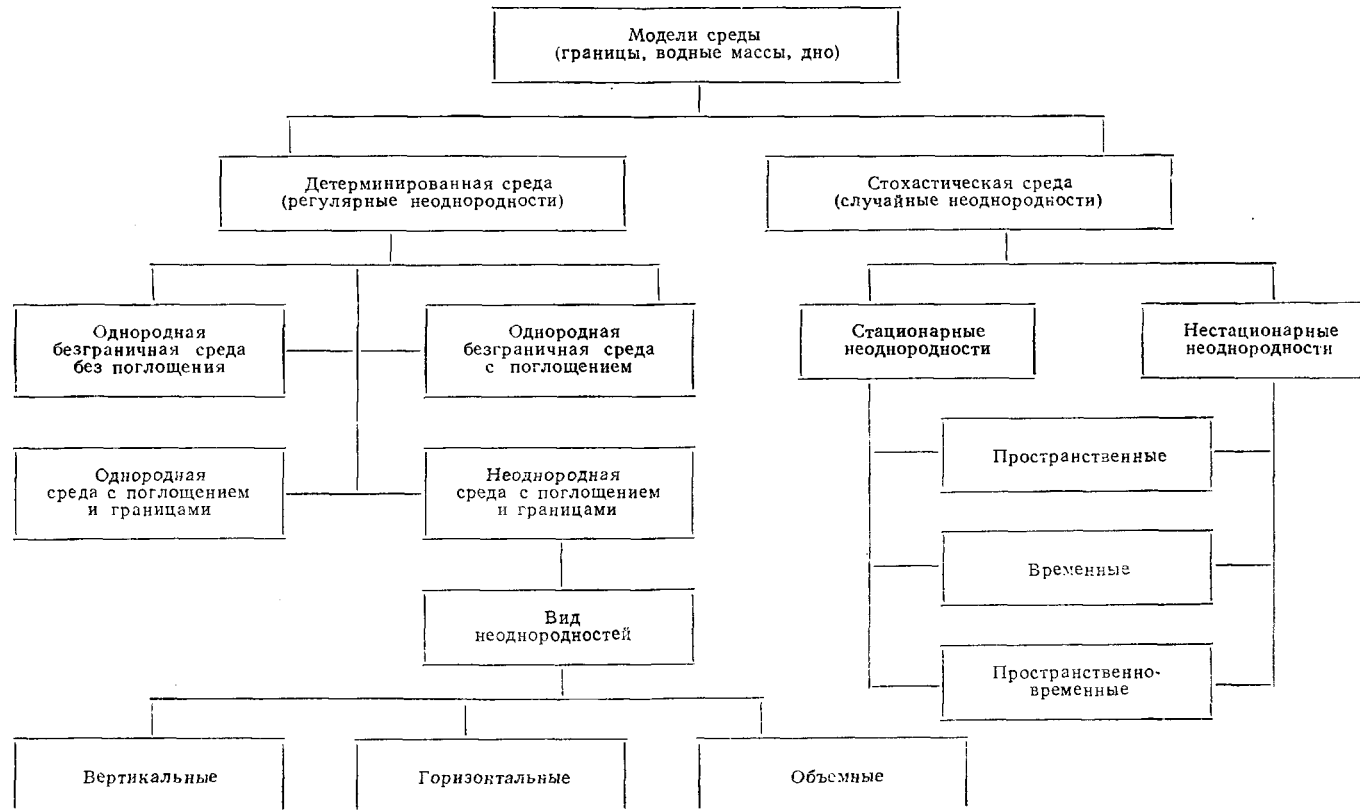 Модели среды
(границы, водные массы, дно)
Детерминированная среда
(регулярные неоднородности)
Стохастическая среда
(случайные неоднородности)
Однородная
безграничная среда
без поглощения
Однородная
безграничная среда
с поглощением
Стационарные
неоднородности
Нестационарные
неоднородности
Пространственные
Однородная
среда с поглощением
и границами
Неоднородная
среда с поглощением
и границами
Временные
Вид
неоднородностей
Пространственно-
временные
Вертикальные
Горизонтальные
Объемные